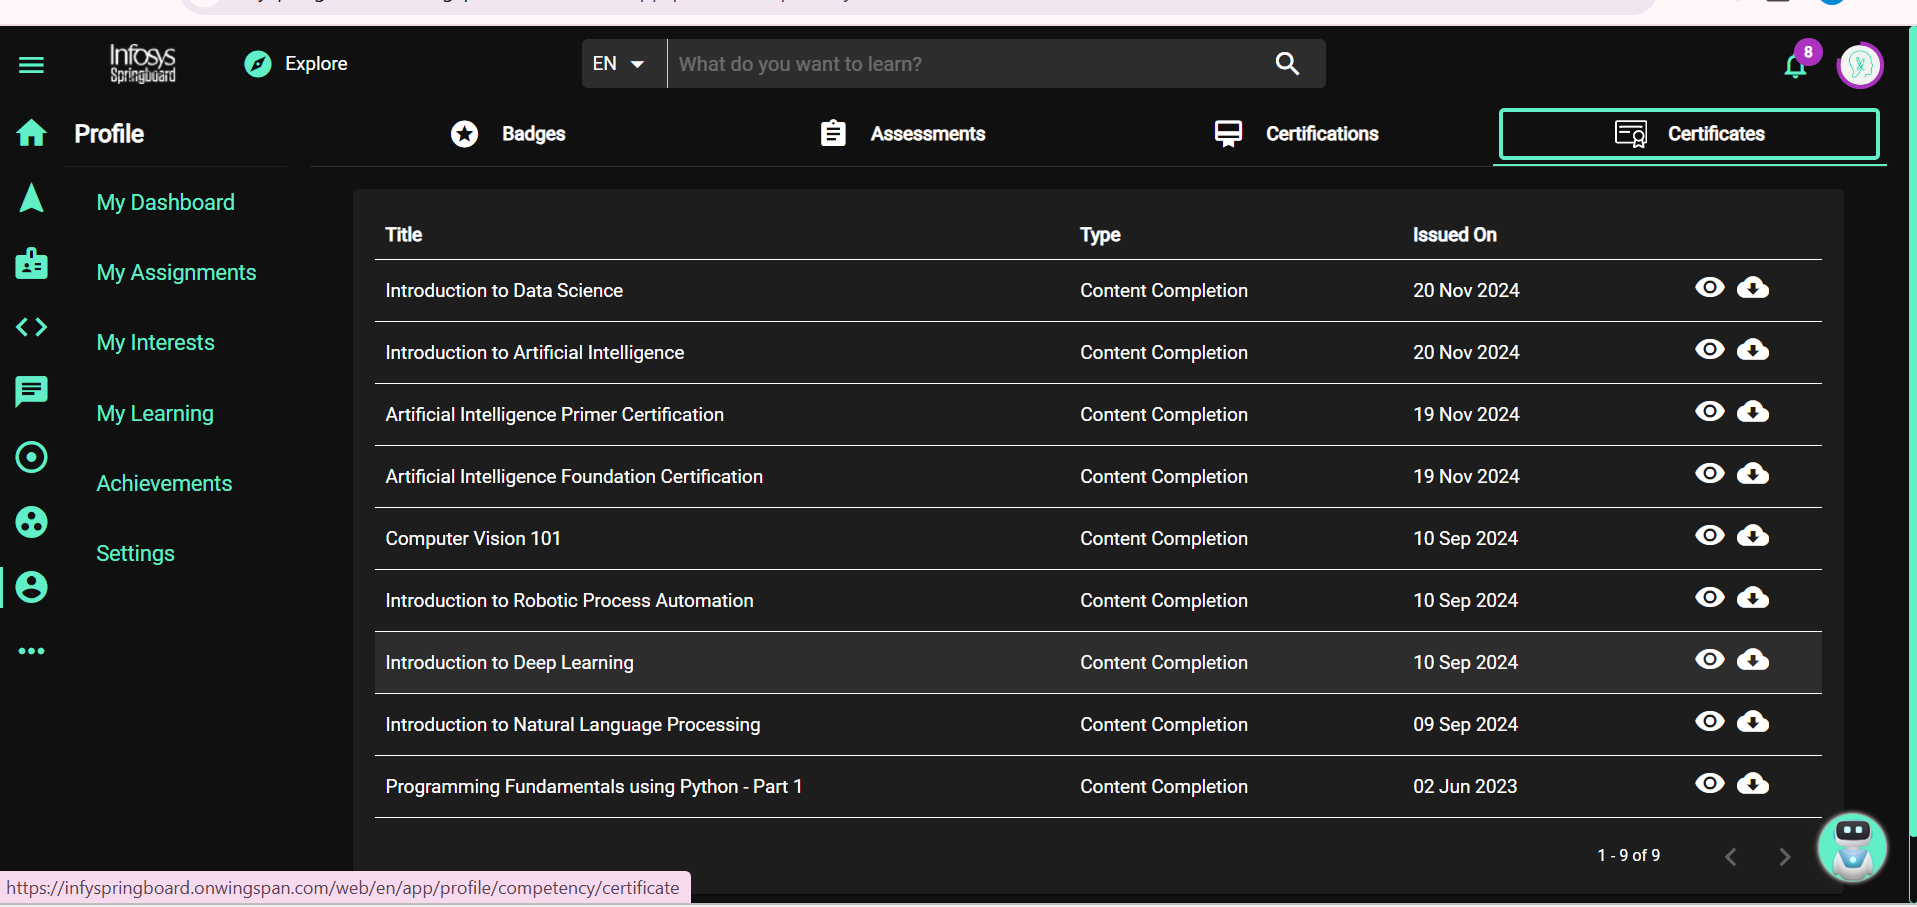 Infosys
Springboard
Explore
EN
What do you want to learn?
8
Profile
Badges
Assessments
Certifications
Certificates
My Dashboard
My Assignments
My Interests
My Learning
Achievements
Settings
Title Type Issued On
Introduction to Data Science Content Completion 20 Nov 2024
Introduction to Artificial Intelligence Content Completion 20 Nov 2024
Artificial Intelligence Primer Certification Content Completion 19 Nov 2024
Artificial Intelligence Foundation Certification Content Completion 19 Nov 2024
Computer Vision 101 Content Completion 10 Sep 2024
Introduction to Robotic Process Automation Content Completion 10 Sep 2024
Introduction to Deep Learning Content Completion 10 Sep 2024
Introduction to Natural Language Processing Content Completion 09 Sep 2024
Programming Fundamentals using Python - Part 1 Content Completion 02 Jun 2023
1 - 9 of 9
https://infyspringboard.onwingspan.com/web/en/app/profile/competency/certificate